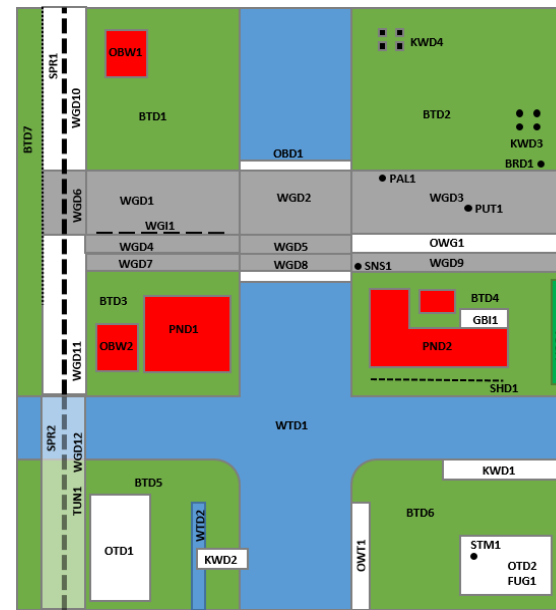 SPR1
WGD10
OBW1
KWD4
BTD1
BTD2
BTD7
KWD3
OBD1
BRD1
PAL1
WGD6
WGD1
WGD2
WGD3
PUT1
WGI1
WGD4
WGD5
OWG1
WGD7
WGD8
SNS1
WGD9
BTD3
BTD4
GBI1
PND1
OBW2
PND2
WGD11
SHD1
WTD1
SPR2
WGD12
KWD1
BTD5
TUN1
WTD2
BTD6
OTD1
KWD2
OWT1
STM1
OTD2
FUG1